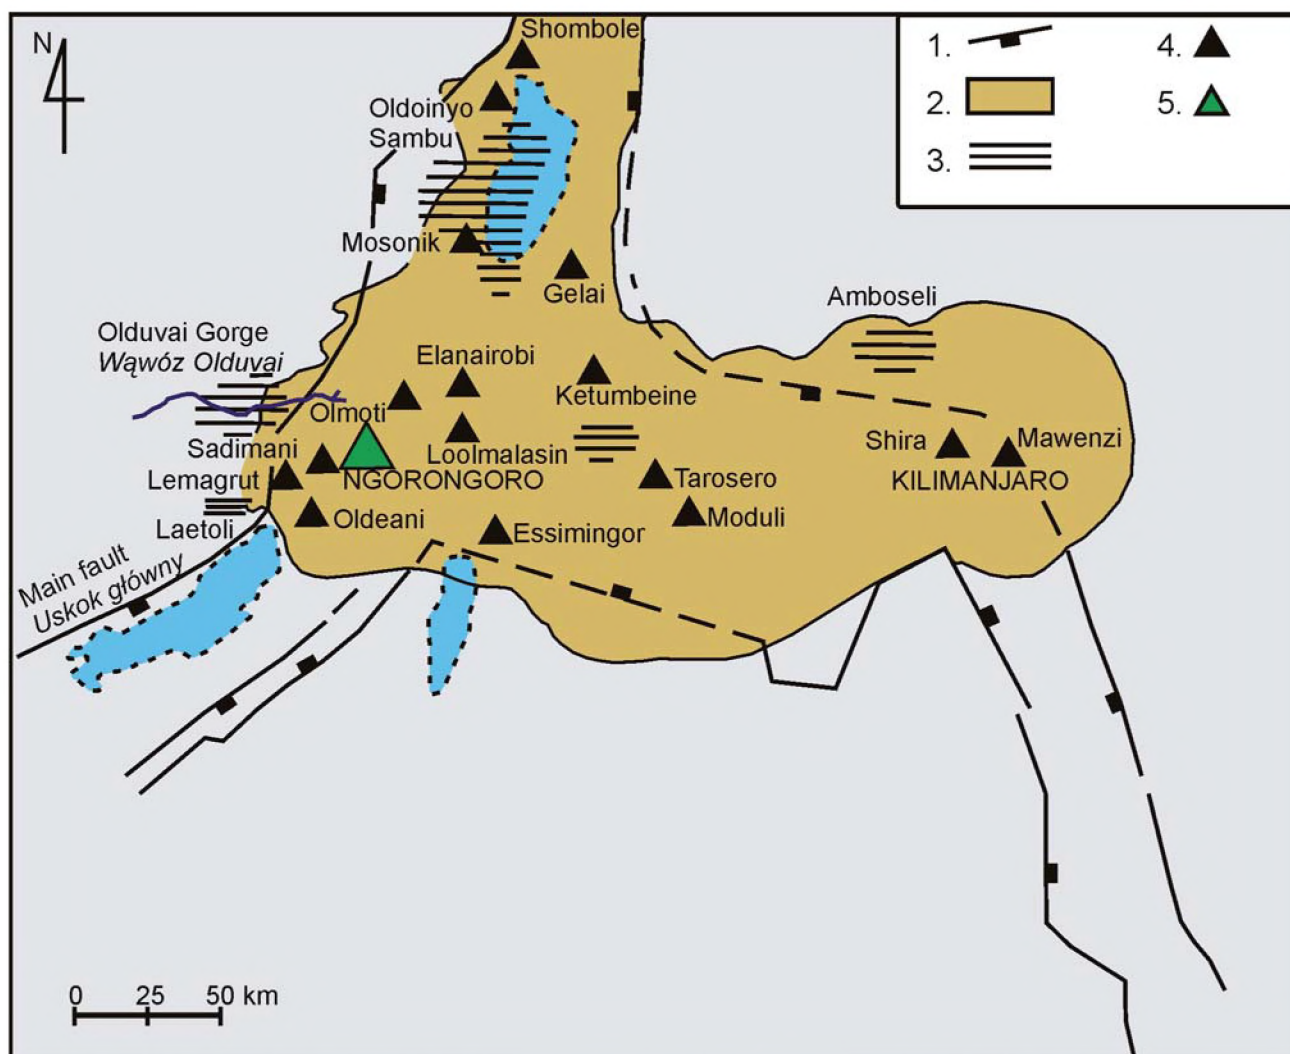 N
Shombole
Oldoinyo
Sambu
Mosonik
Gelai
Amboseli
Olduvai Gorge
Wąwóz Olduvai
Elanairobi
Ketumbeine
Olmoti
Sadimani
Loolmalasin
Shira
Mawenzi
Lemagrut
NGORONGORO
Tarosero
KILIMANJARO
Laetoli
Oldeani
Essimingor
Moduli
Main fault
Uskok główny
0 25 50 km
1.
2.
3.
4.
5.